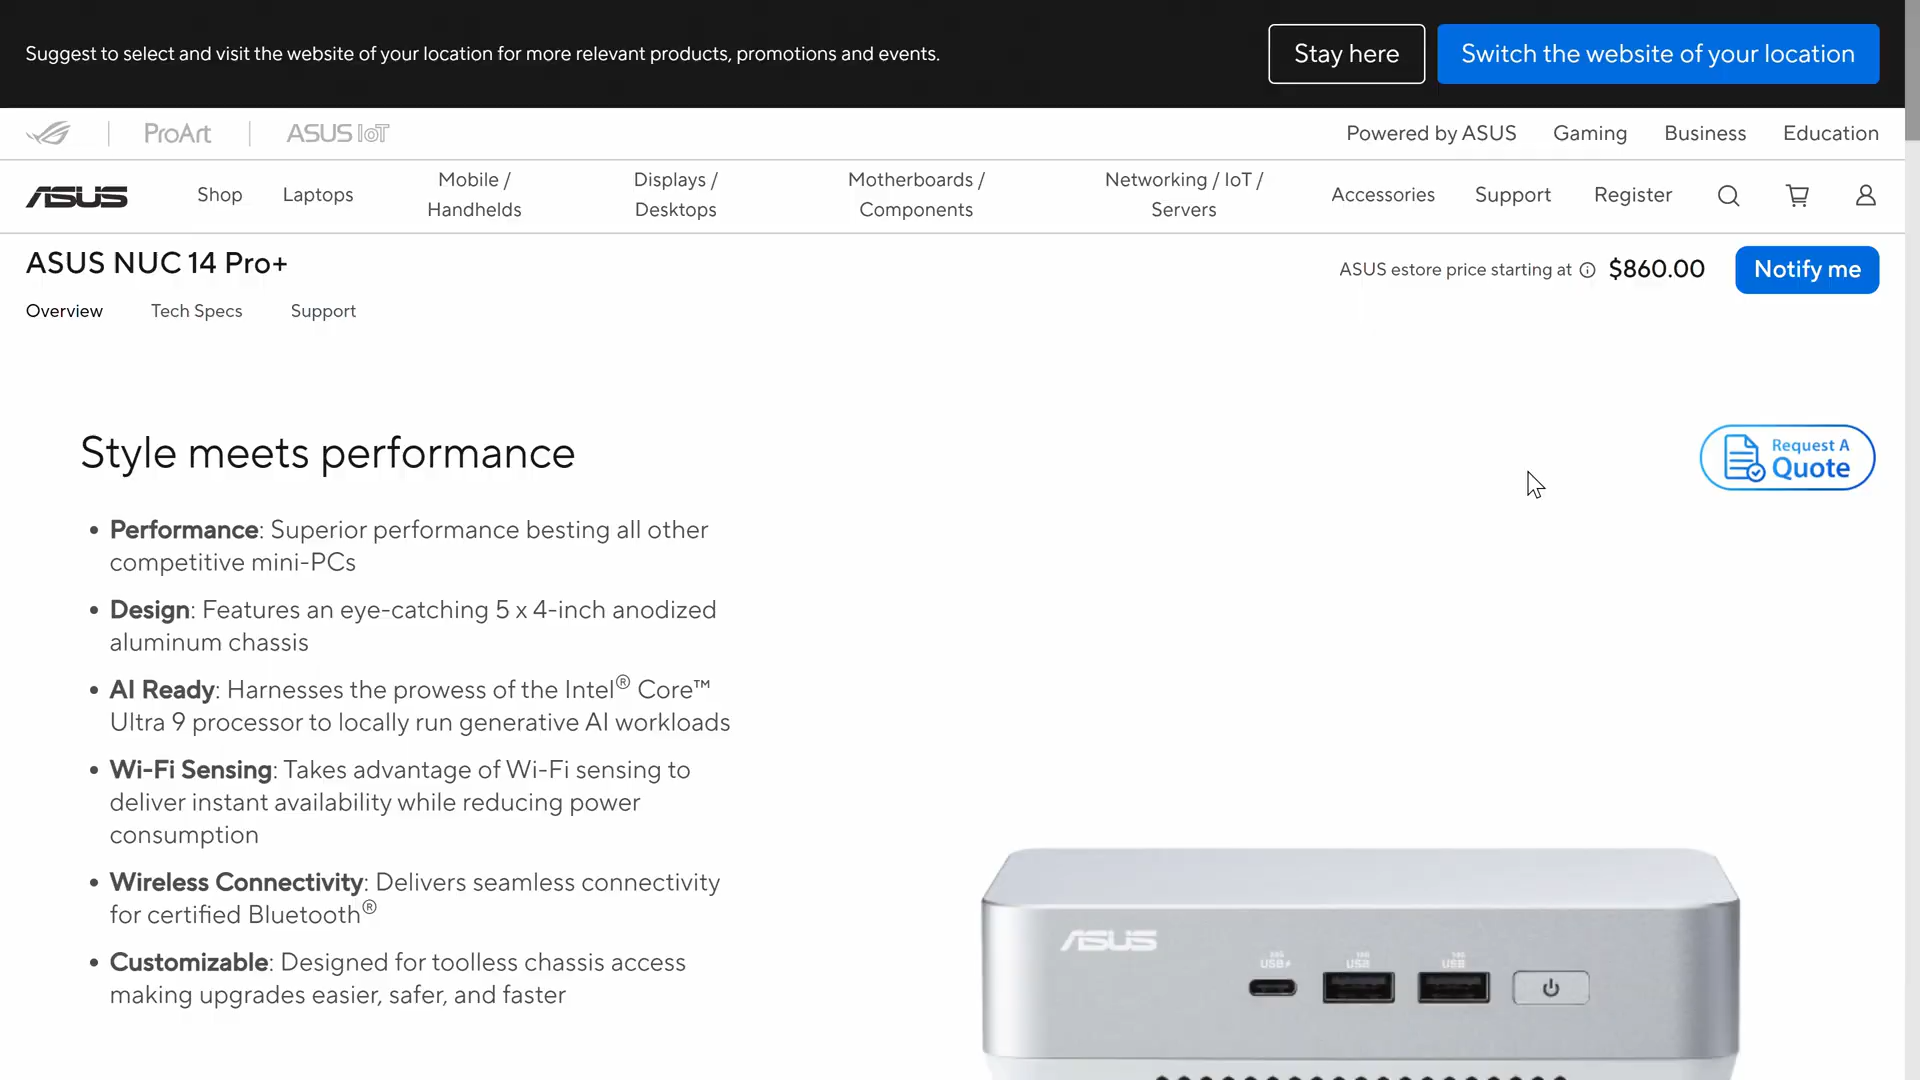 Suggest to select and visit the website of your location for more relevant products, promotions and events.
Stay here
Switch the website of your location
ProArt
ASUS IoT
Powered by ASUS
Gaming
Business
Education
ASUS
Shop
Laptops
Mobile /
Handhelds
Displays /
Desktops
Motherboards /
Components
Networking / IoT /
Servers
Accessories
Support
Register
ASUS NUC 14 Pro+
ASUS estore price starting at
$860.00
Notify me
Overview
Tech Specs
Support
Style meets performance
Request A
Quote
• Performance: Superior performance besting all other
competitive mini-PCs
• Design: Features an eye-catching 5 x 4-inch anodized
aluminum chassis
• AI Ready: Harnesses the prowess of the Intel® Core™
Ultra 9 processor to locally run generative AI workloads
• Wi-Fi Sensing: Takes advantage of Wi-Fi sensing to
deliver instant availability while reducing power
consumption
• Wireless Connectivity: Delivers seamless connectivity
for certified Bluetooth®
• Customizable: Designed for toolless chassis access
making upgrades easier, safer, and faster
ASUS
USB
USB
USB